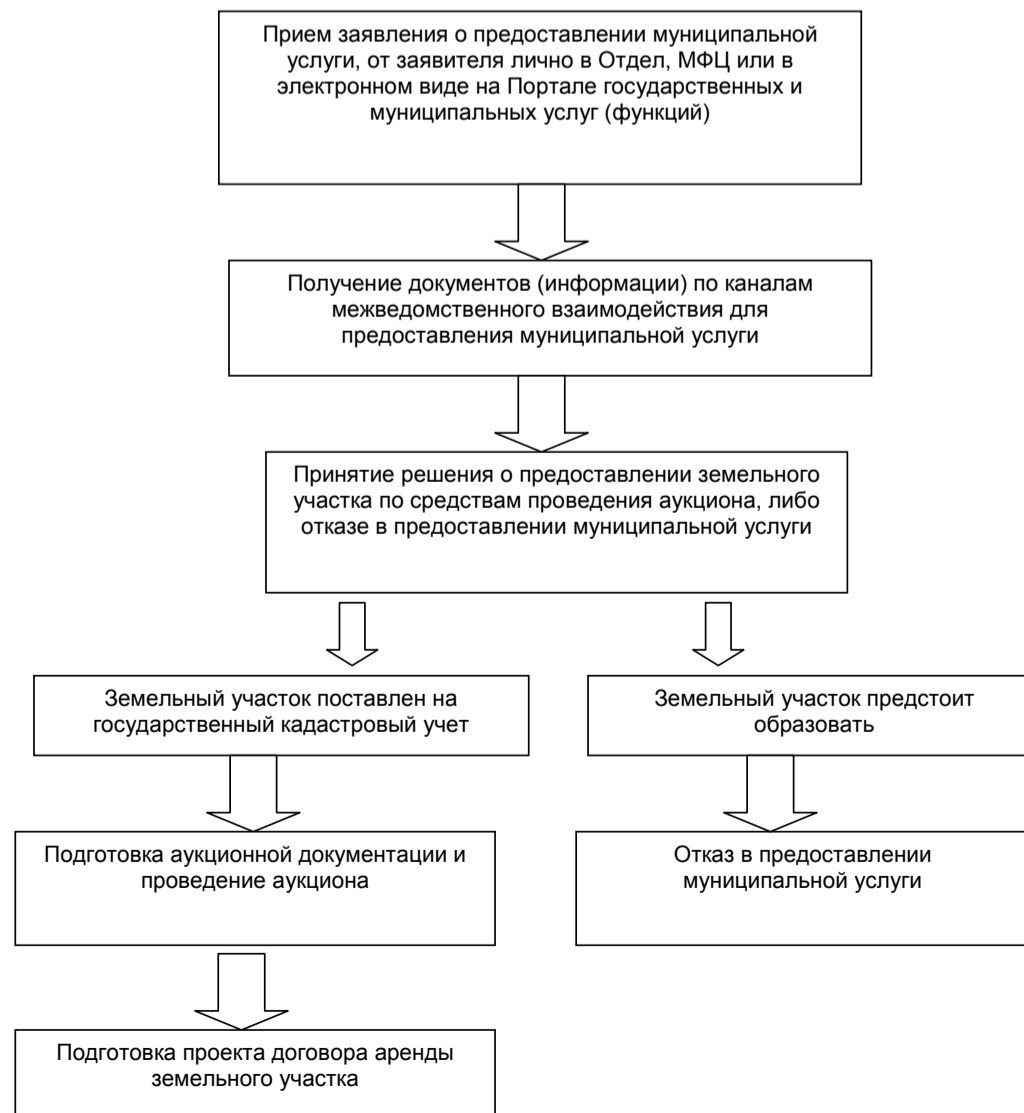 Прием заявления о предоставлении муниципальной
услуги, от заявителя лично в Отдел, МФЦ или в
электронном виде на Портале государственных и
муниципальных услуг (функций)
Получение документов (информации) по каналам
межведомственного взаимодействия для
предоставления муниципальной услуги
Принятие решения о предоставлении земельного
участка по средствам проведения аукциона, либо
отказе в предоставлении муниципальной услуги
Земельный участок поставлен на
государственный кадастровый учет
Земельный участок предстоит
образовать
Подготовка аукционной документации и
проведение аукциона
Отказ в предоставлении
муниципальной услуги
Подготовка проекта договора аренды
земельного участка